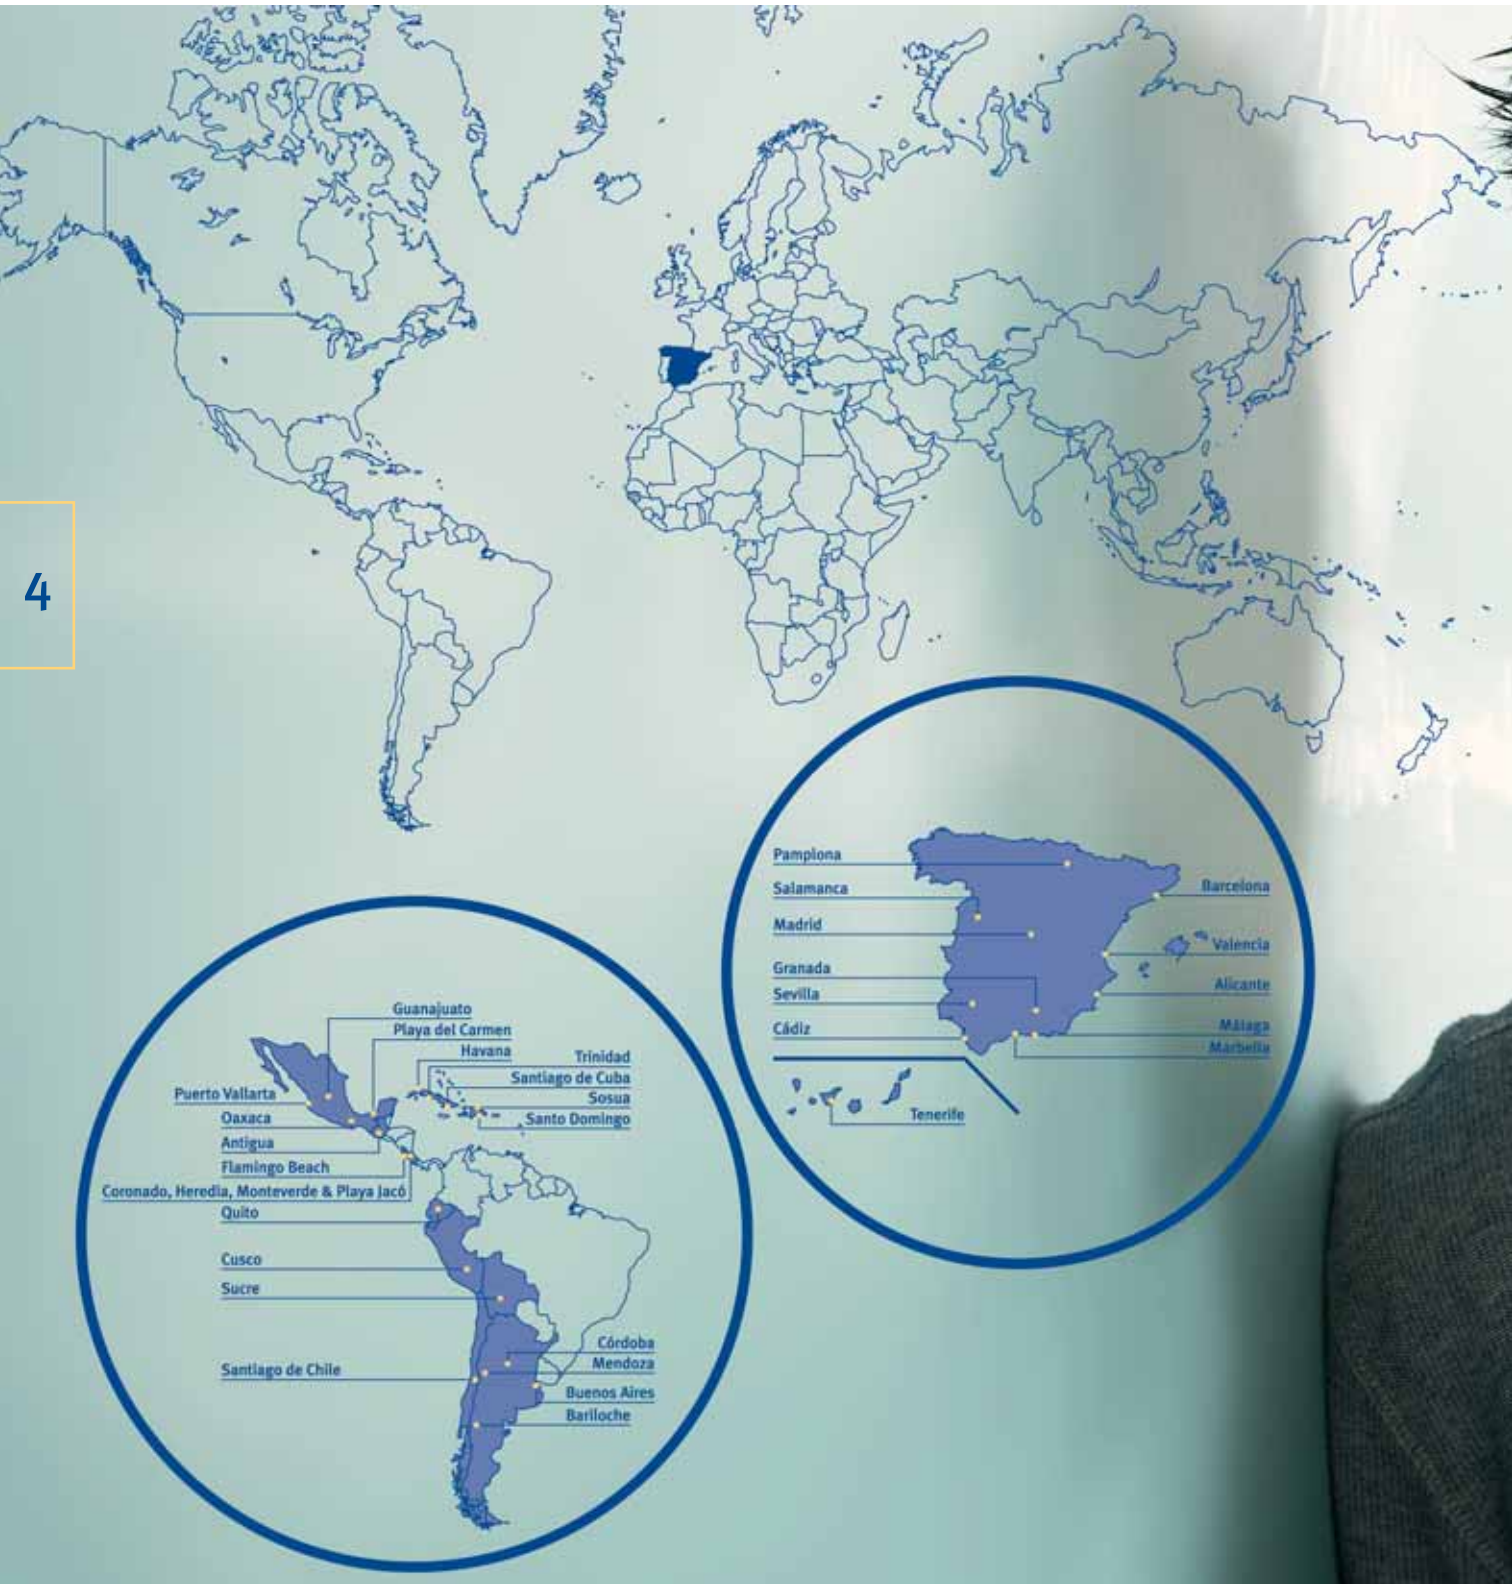 4
Pamplona
Salamanca
Madrid
Granada
Sevilla
Cádiz
Barcelona
Valencia
Alicante
Málaga
Marbella
Tenerife
Guanajuato
Playa del Carmen
Havana
Trinidad
Santiago de Cuba
Sosua
Santo Domingo
Puerto Vallarta
Oaxaca
Antigua
Flamingo Beach
Coronado, Heredia, Monteverde & Playa Jacó
Quito
Cusco
Sucre
Santiago de Chile
Córdoba
Mendoza
Buenos Aires
Bariloche